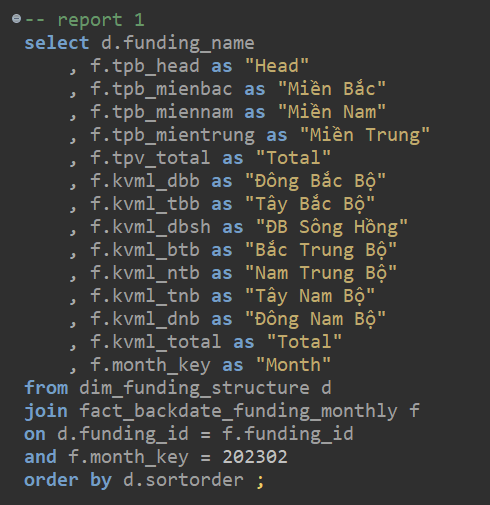 -- report 1
select d.funding_name
, f.tpb_head as "Head"
, f.tpb_mienbac as "Miền Bắc"
, f.tpb_miennam as "Miền Nam"
, f.tpb_mientrung as "Miền Trung"
, f.tpv_total as "Total"
, f.kvml_dbb as "Đông Bắc Bộ"
, f.kvml_tbb as "Tây Bắc Bộ"
, f.kvml_dbsh as "ĐB Sông Hồng"
, f.kvml_btb as "Bắc Trung Bộ"
, f.kvml_ntb as "Nam Trung Bộ"
, f.kvml_tnb as "Tây Nam Bộ"
, f.kvml_dnb as "Đông Nam Bộ"
, f.kvml_total as "Total"
, f.month_key as "Month"
from dim_funding_structure d
join fact_backdate_funding_monthly f
on d.funding_id = f.funding_id
and f.month_key = 202302
order by d.sortorder ;